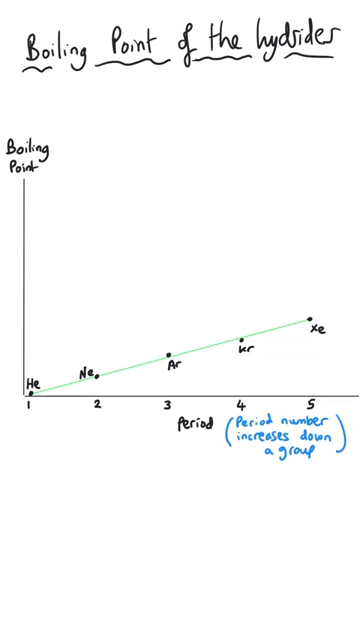 Boiling Point of the hydrides
Boiling
Point
He
Ne
Ar
Kr
Xe
1 2 3 4 5
Period (Period number
increases down
a group)